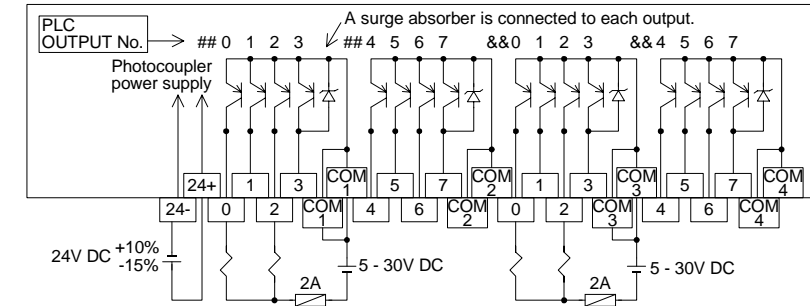 A surge absorber is connected to each output.
PLC
OUTPUT No.
## 0 1 2 3 ## 4 5 6 7 && 0 1 2 3 && 4 5 6 7
Photocoupler
power supply
24+ 1 3 COM 1 5 7 COM 2 1 3 COM 3 5 7 COM 4
24- 0 2 COM 1 4 6 COM 2 0 2 COM 3 4 6 COM 4
24V DC +10% -15%
5 - 30V DC
5 - 30V DC
2A
2A